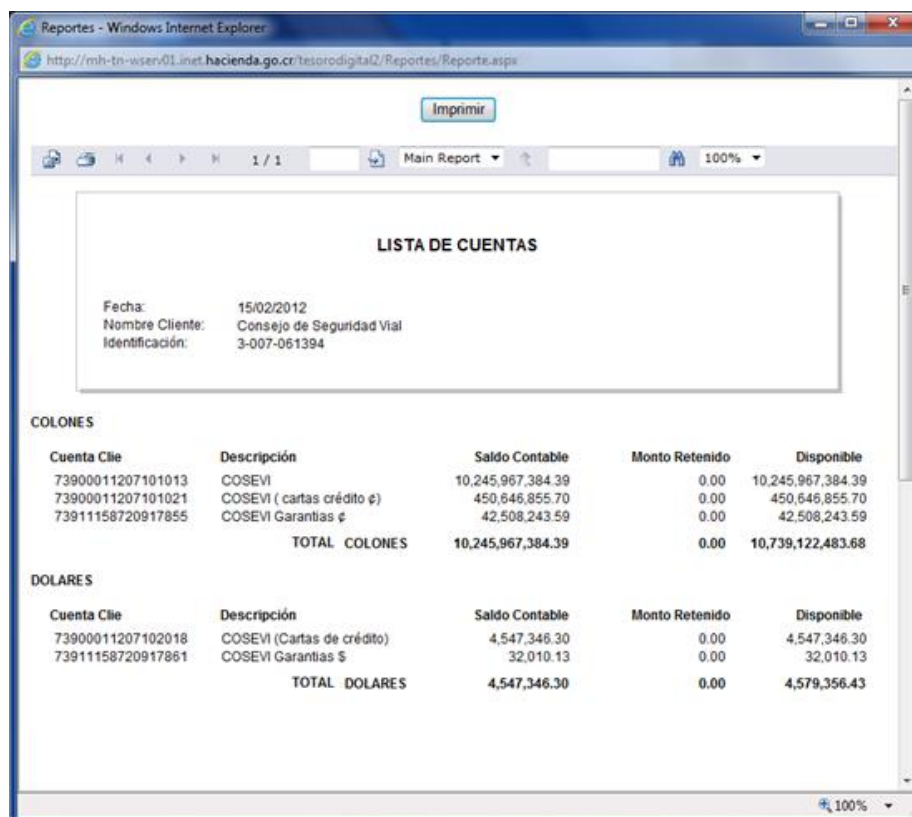 Reportes - Windows Internet Explorer
http://mh-tn-wserv01.inet.hacienda.go.cr/tesorodigital2/Reportes/Reporte.aspx
Imprimir
1 / 1 Main Report 100%
LISTA DE CUENTAS
Fecha: 15/02/2012
Nombre Cliente: Consejo de Seguridad Vial
Identificación: 3-007-061394
COLONES
Cuenta Clie Descripción Saldo Contable Monto Retenido Disponible
73900011207101013 COSEVI 10,245,967,384.39 0.00 10,245,967,384.39
73900011207101021 COSEVI ( cartas crédito ¢) 450,646,855.70 0.00 450,646,855.70
73911158720917855 COSEVI Garantias ¢ 42,508,243.59 0.00 42,508,243.59
TOTAL COLONES 10,245,967,384.39 0.00 10,739,122,483.68
DOLARES
Cuenta Clie Descripción Saldo Contable Monto Retenido Disponible
73900011207102018 COSEVI (Cartas de crédito) 4,547,346.30 0.00 4,547,346.30
73911158720917861 COSEVI Garantias $ 32,010.13 0.00 32,010.13
TOTAL DOLARES 4,547,346.30 0.00 4,579,356.43
100%